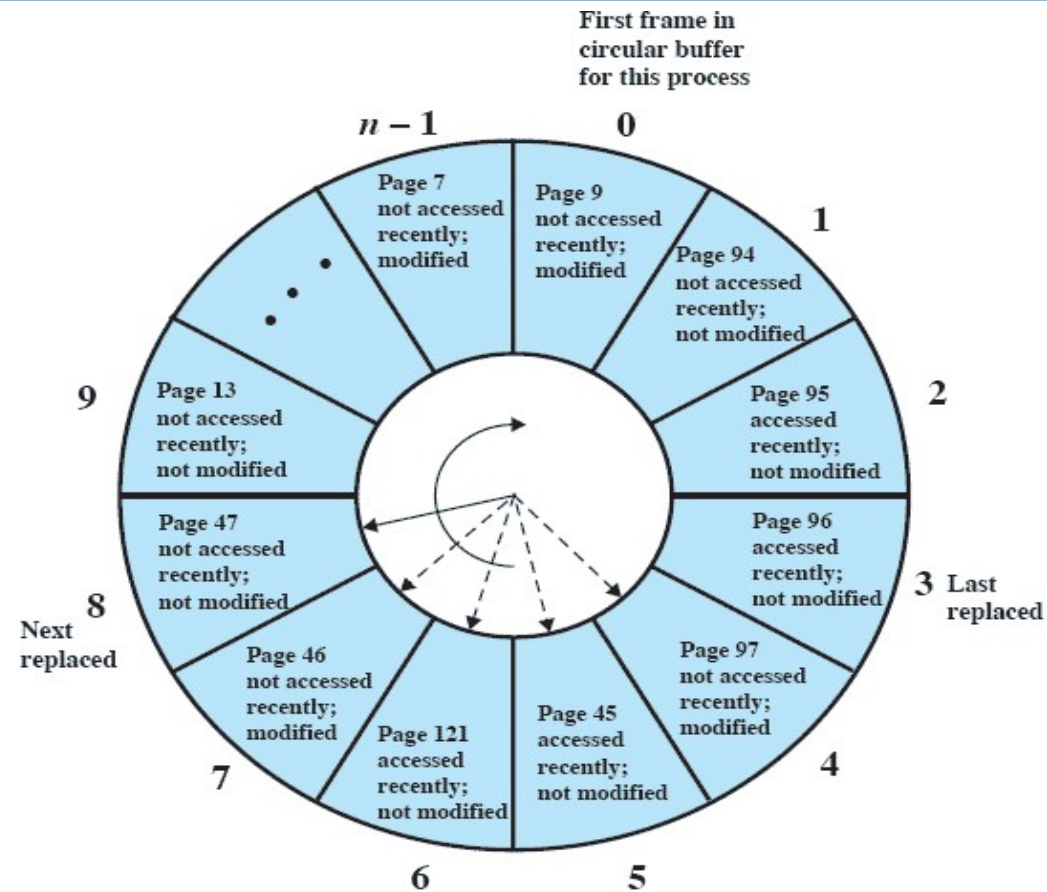 First frame in
circular buffer
for this process
n – 1
0
Page 7
not accessed
recently;
modified
Page 9
not accessed
recently;
modified
1
Page 94
not accessed
recently;
not modified
2
Page 95
accessed
recently;
not modified
3
Last
replaced
Page 96
accessed
recently;
not modified
4
Page 97
not accessed
recently;
modified
5
Page 45
accessed
recently;
not modified
6
Page 121
accessed
recently;
not modified
7
Page 46
not accessed
recently;
modified
8
Next
replaced
Page 47
not accessed
recently;
not modified
9
Page 13
not accessed
recently;
not modified